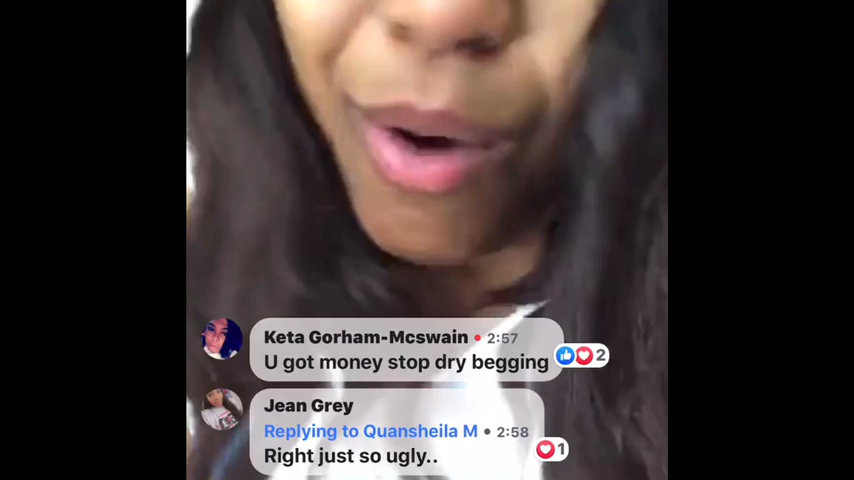 Keta Gorham-Mcswain • 2:57
U got money stop dry begging
2
Jean Grey
Replying to Quansheila M • 2:58
Right just so ugly..
1